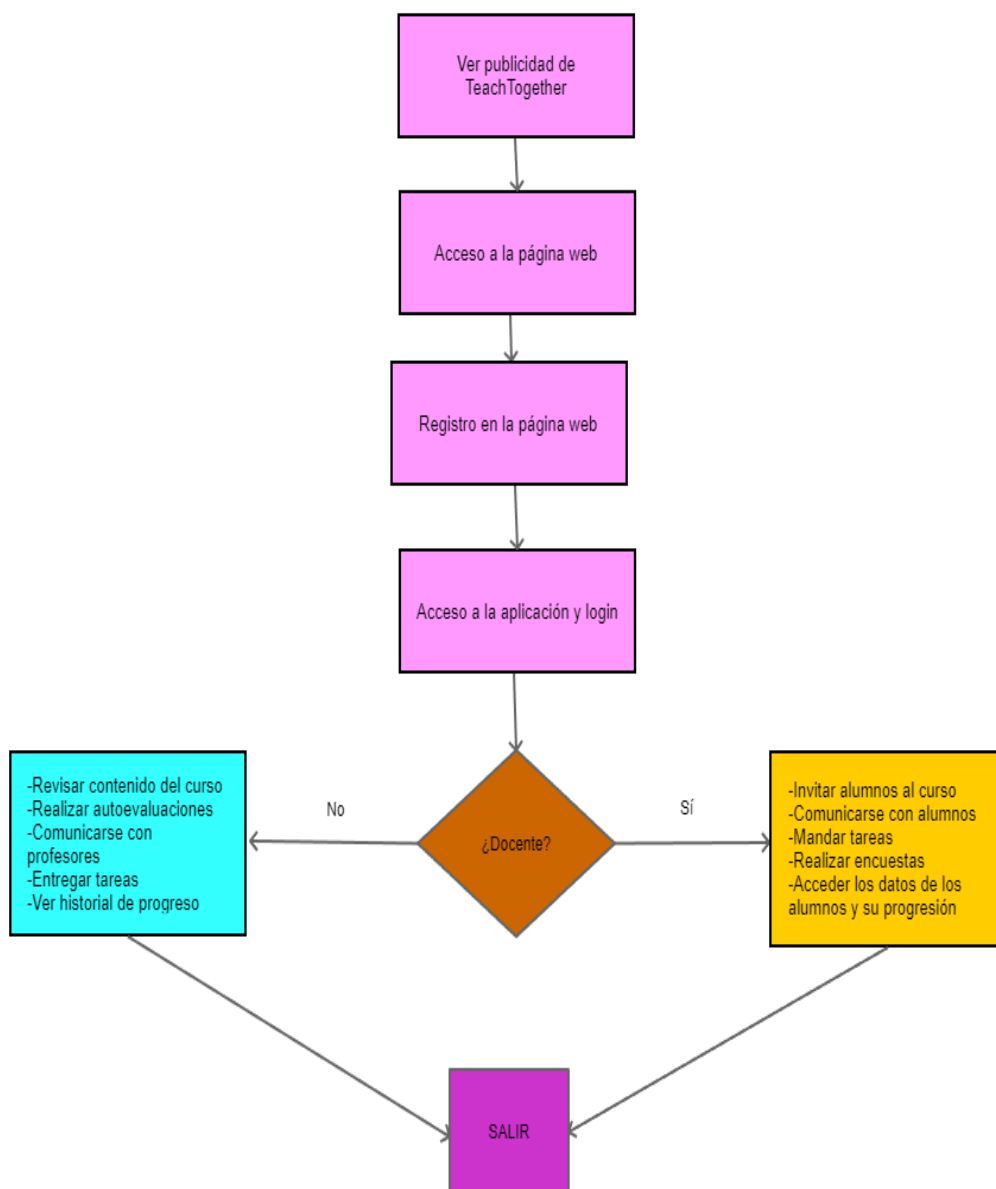 Ver publicidad de
TeachTogether
Acceso a la página web
Registro en la página web
Acceso a la aplicación y login
-Revisar contenido del curso
-Realizar autoevaluaciones
-Comunicarse con
profesores
-Entregar tareas
-Ver historial de progreso
No
¿Docente?
Sí
-Invitar alumnos al curso
-Comunicarse con alumnos
-Mandar tareas
-Realizar encuestas
-Acceder los datos de los
alumnos y su progresión
SALIR